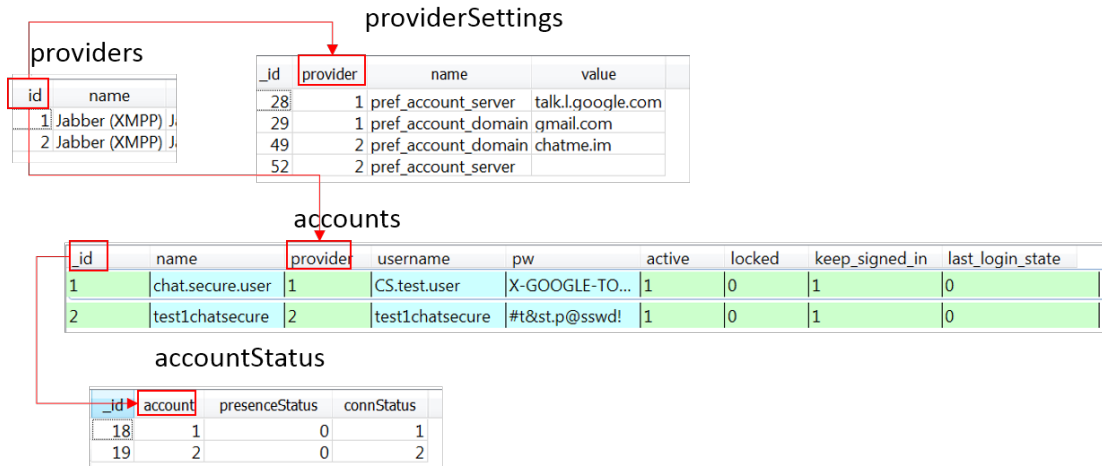 providerSettings
providers
_id provider name value
28 1 pref_account_server talk.l.google.com
29 1 pref_account_domain gmail.com
49 2 pref_account_domain chatme.im
52 2 pref_account_server
id name
1 Jabber (XMPP) J
2 Jabber (XMPP) J
accounts
_id name provider username pw active locked keep_signed_in last_login_state
1 chat.secure.user 1 CS.test.user X-GOOGLE-TO... 1 0 1 0
2 test1chatsecure 2 test1chatsecure #t&st.p@sswd! 1 0 1 0
accountStatus
_id account presenceStatus connStatus
18 1 0 1
19 2 0 2